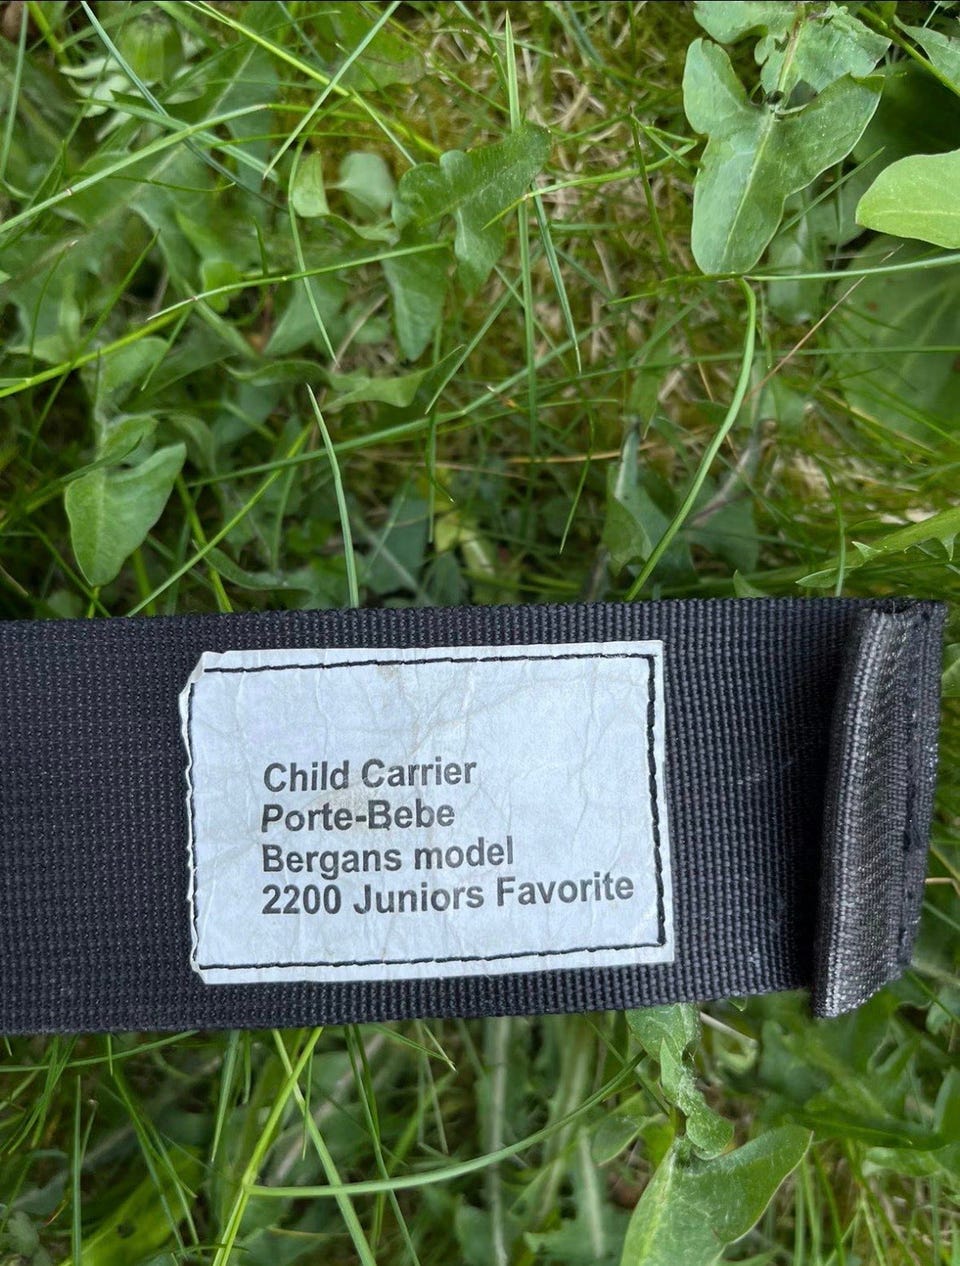 Child Carrier
Porte-Bebe
Bergans model
2200 Juniors Favorite